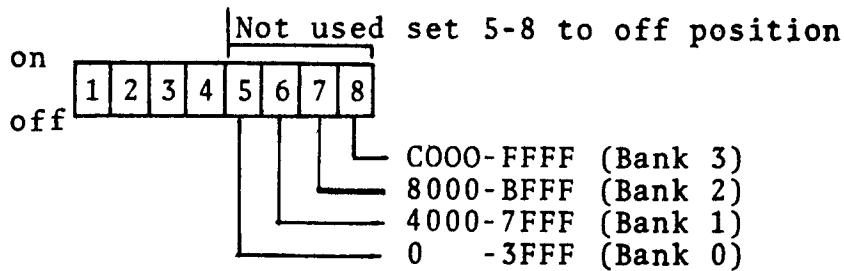 Not used set 5-8 to off position
on
1 2 3 4 5 6 7 8
off
C000-FFFF (Bank 3)
8000-BFFF (Bank 2)
4000-7FFF (Bank 1)
0 -3FFF (Bank 0)